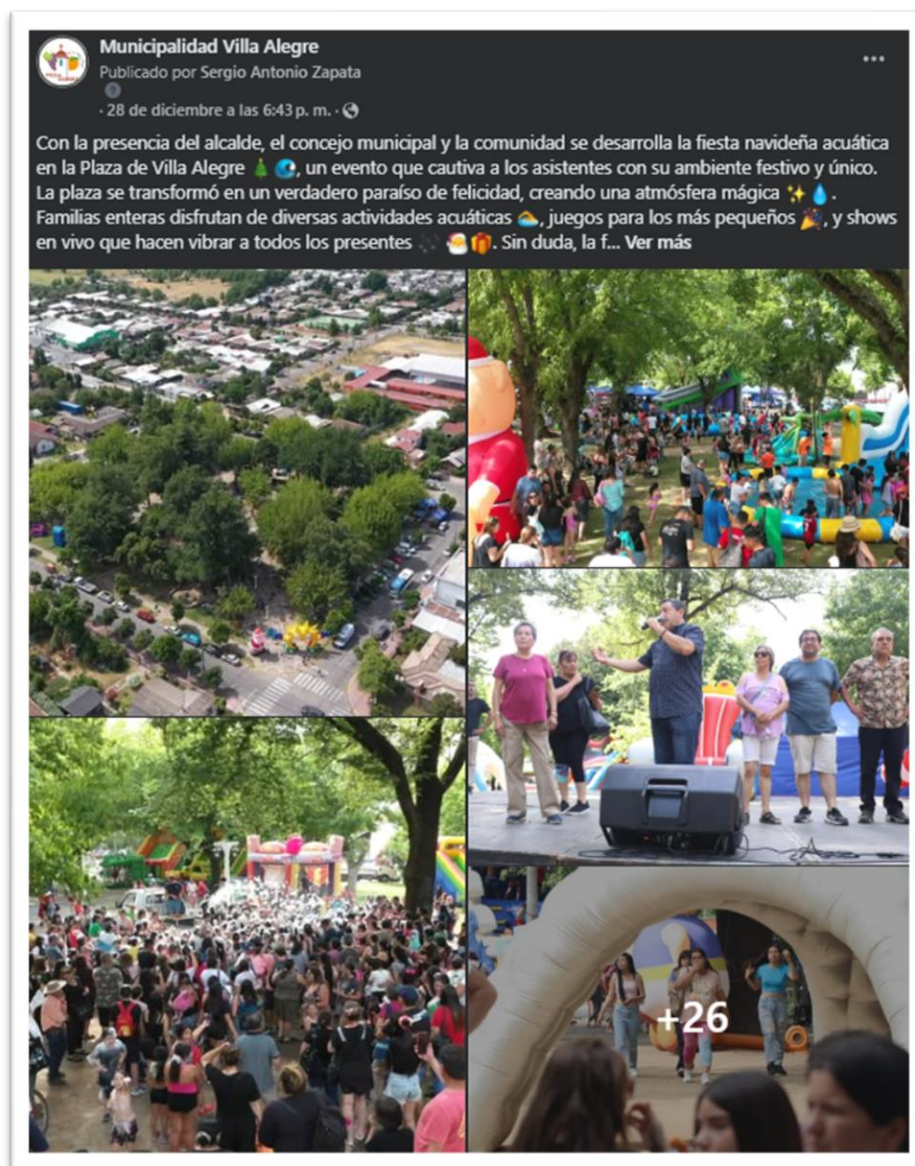 Municipalidad Villa Alegre
Publicado por Sergio Antonio Zapata
· 28 de diciembre a las 6:43 p. m. ·
Con la presencia del alcalde, el concejo municipal y la comunidad se desarrolla la fiesta navideña acuática
en la Plaza de Villa Alegre 🎄🌊, un evento que cautiva a los asistentes con su ambiente festivo y único.
La plaza se transformó en un verdadero paraíso de felicidad, creando una atmósfera mágica ✨💧.
Familias enteras disfrutan de diversas actividades acuáticas 🏊, juegos para los más pequeños 🎉, y shows
en vivo que hacen vibrar a todos los presentes 🎶🎅🎁. Sin duda, la f... Ver más
+26